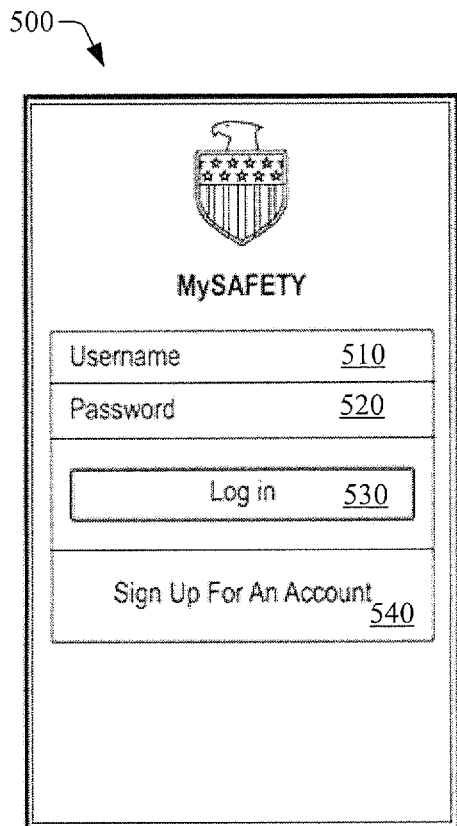 500
MySAFETY
Username 510
Password 520
Log in 530
Sign Up For An Account
540